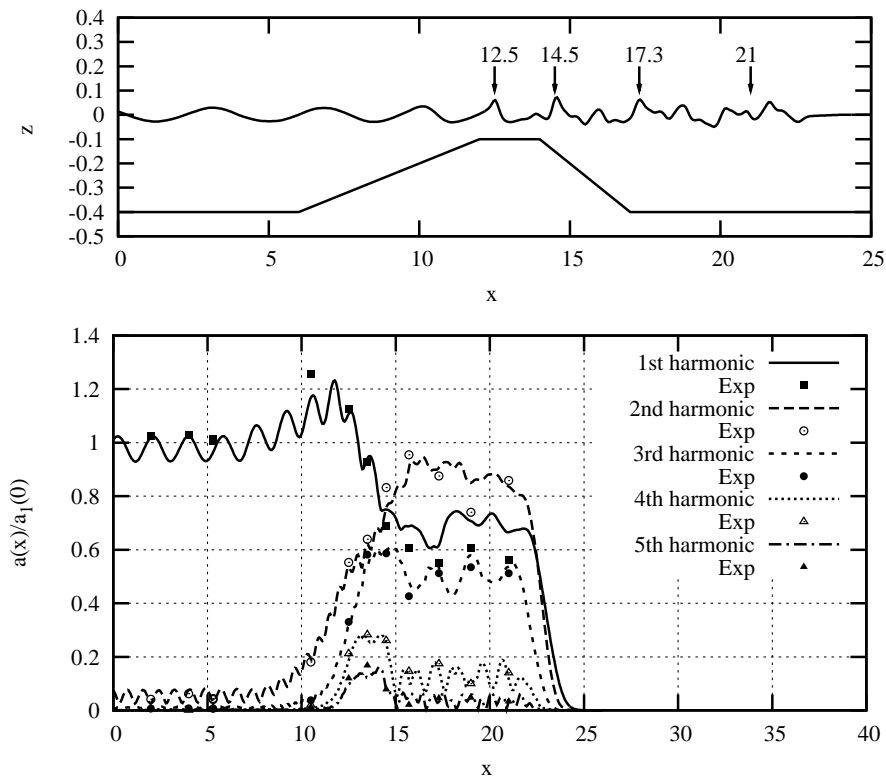 0.4
0.3
0.2
0.1
0
-0.1
-0.2
-0.3
-0.4
-0.5
z
12.5 14.5 17.3 21
0 5 10 15 20 25
x
1.4
1.2
1
0.8
0.6
0.4
0.2
0
a(x)/a1(0)
1st harmonic
Exp
2nd harmonic
Exp
3rd harmonic
Exp
4th harmonic
Exp
5th harmonic
Exp
0 5 10 15 20 25 30 35 40
x